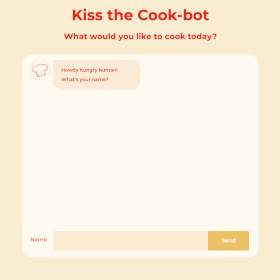 Kiss the Cook-bot
What would you like to cook today?
Howdy hungry human!
What's your name?
Name
Send